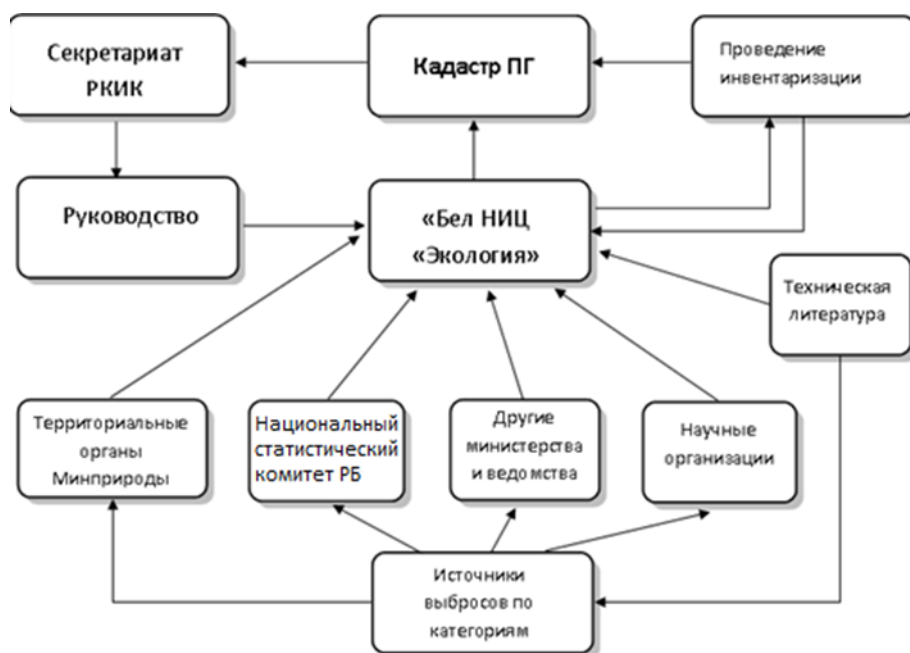 Секретариат
РКИК
Кадастр ПГ
Проведение
инвентаризации
Руководство
«Бел НИЦ
«Экология»
Техническая
литература
Территориальные
органы
Минприроды
Национальный
статистический
комитет РБ
Другие
министерства
и ведомства
Научные
организации
Источники
выбросов по
категориям